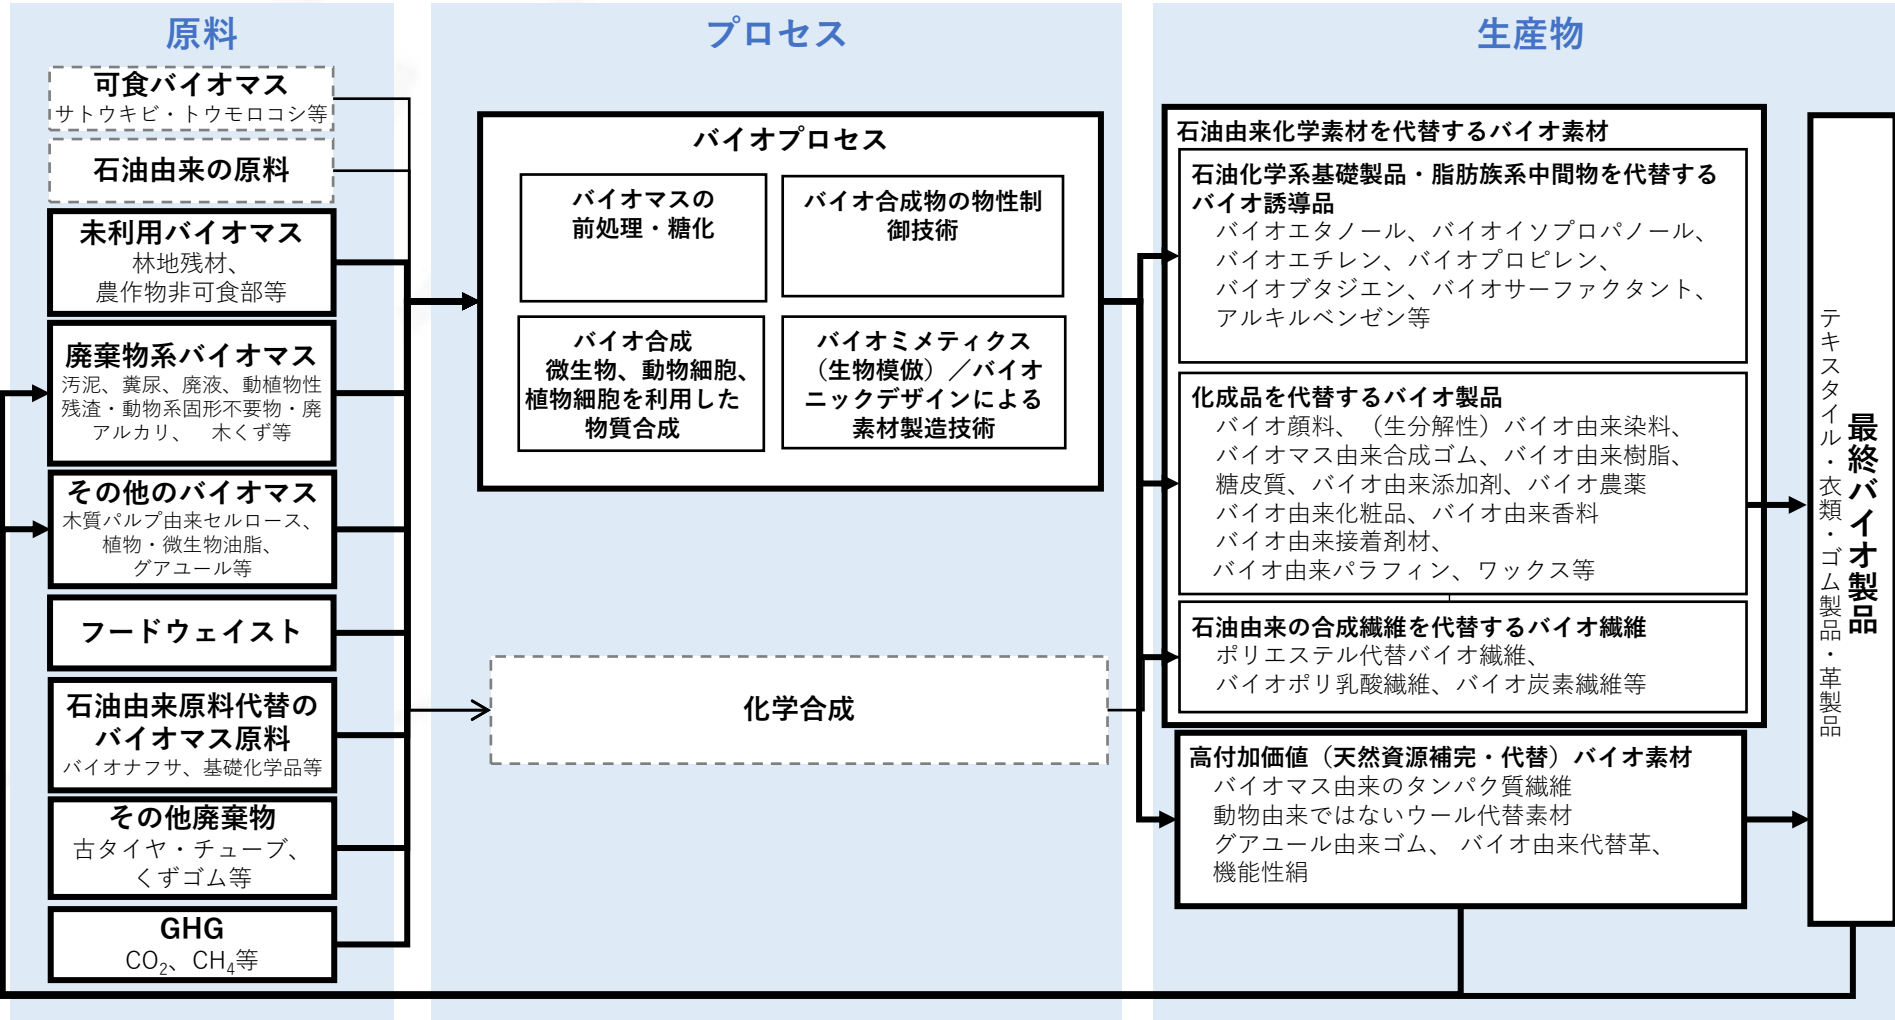 原料
可食バイオマス
サトウキビ・トウモロコシ等
石油由来の原料
未利用バイオマス
林地残材、
農作物非可食部等
廃棄物系バイオマス
汚泥、糞尿、廃液、動植物性
残渣・動物系固形不要物・廃
アルカリ、　木くず等
その他のバイオマス
木質パルプ由来セルロース、
植物・微生物油脂、
グアユール等
フードウェイスト
石油由来原料代替の
バイオマス原料
バイオナフサ、基礎化学品等
その他廃棄物
古タイヤ・チューブ、
くずゴム等
GHG
CO₂、CH₄等
プロセス
バイオプロセス
バイオマスの
前処理・糖化
バイオ合成物の物性制
御技術
バイオ合成
微生物、動物細胞、
植物細胞を利用した
物質合成
バイオミメティクス
（生物模倣）／バイオ
ニックデザインによる
素材製造技術
化学合成
生産物
石油由来化学素材を代替するバイオ素材
石油化学系基礎製品・脂肪族系中間物を代替する
バイオ誘導品
バイオエタノール、バイオイソプロパノール、
バイオエチレン、バイオプロピレン、
バイオブタジエン、バイオサーファクタント、
アルキルベンゼン等
化成品を代替するバイオ製品
バイオ顔料、（生分解性）バイオ由来染料、
バイオマス由来合成ゴム、バイオ由来樹脂、
糖皮質、バイオ由来添加剤、バイオ農薬
バイオ由来化粧品、バイオ由来香料
バイオ由来接着剤材、
バイオ由来パラフィン、ワックス等
石油由来の合成繊維を代替するバイオ繊維
ポリエステル代替バイオ繊維、
バイオポリ乳酸繊維、バイオ炭素繊維等
高付加価値（天然資源補完・代替）バイオ素材
バイオマス由来のタンパク質繊維
動物由来ではないウール代替素材
グアユール由来ゴム、 バイオ由来代替革、
機能性絹
最終バイオ製品
テキスタイル・衣類・ゴム製品・革製品